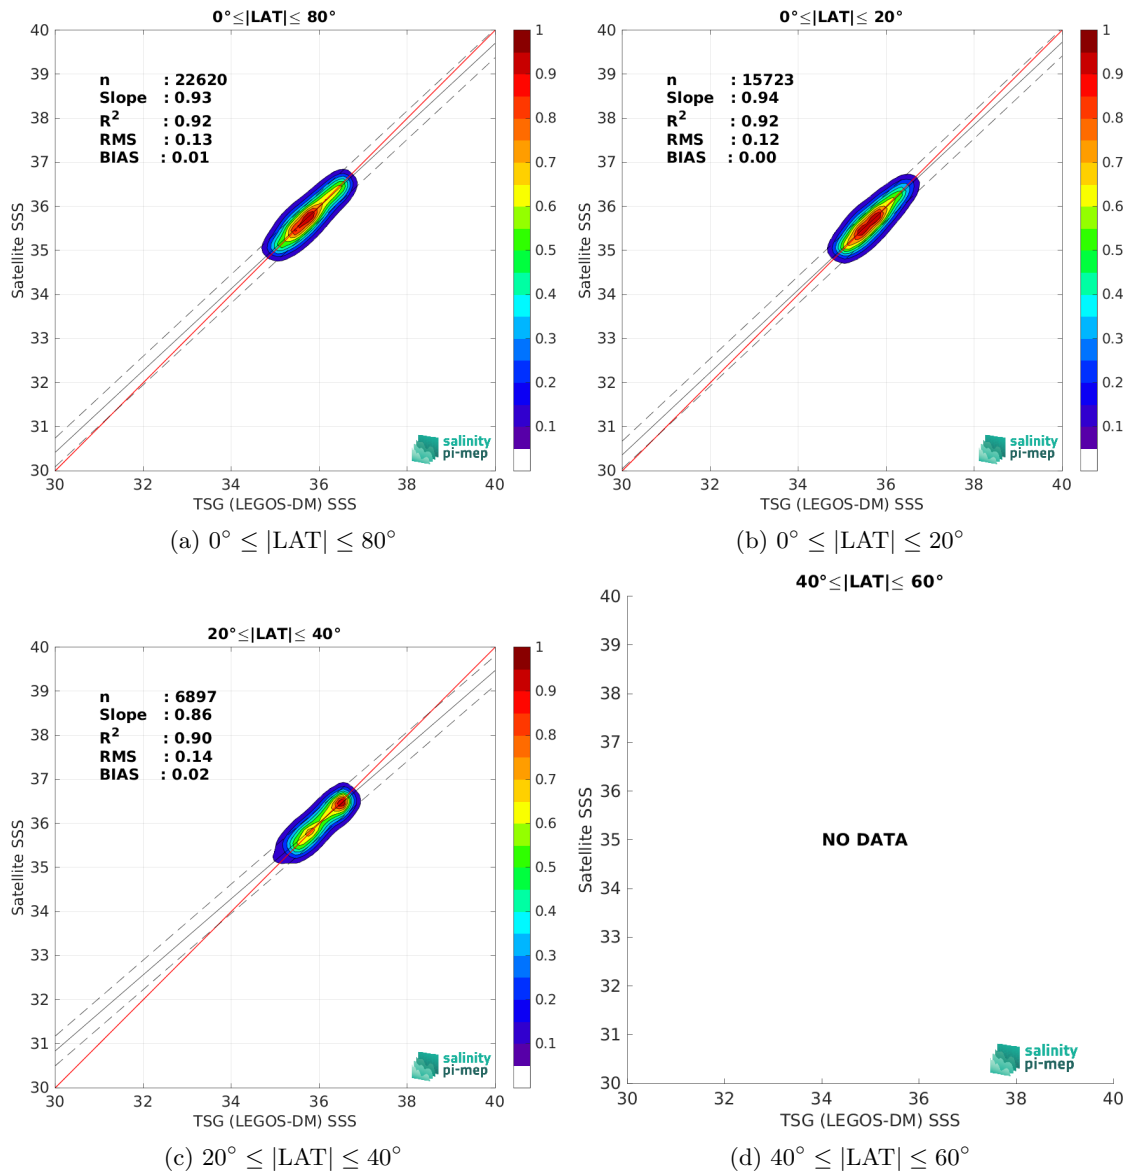 0°≤|LAT|≤ 80°
n : 22620
Slope : 0.93
R² : 0.92
RMS : 0.13
BIAS : 0.01
40
39
38
37
36
35
34
33
32
31
30
Satellite SSS
30 32 34 36 38 40
TSG (LEGOS-DM) SSS
1
0.9
0.8
0.7
0.6
0.5
0.4
0.3
0.2
0.1
salinity
pi-mep
(a) 0° ≤ |LAT| ≤ 80°
0°≤|LAT|≤ 20°
n : 15723
Slope : 0.94
R² : 0.92
RMS : 0.12
BIAS : 0.00
40
39
38
37
36
35
34
33
32
31
30
Satellite SSS
30 32 34 36 38 40
TSG (LEGOS-DM) SSS
1
0.9
0.8
0.7
0.6
0.5
0.4
0.3
0.2
0.1
salinity
pi-mep
(b) 0° ≤ |LAT| ≤ 20°
20°≤|LAT|≤ 40°
n : 6897
Slope : 0.86
R² : 0.90
RMS : 0.14
BIAS : 0.02
40
39
38
37
36
35
34
33
32
31
30
Satellite SSS
30 32 34 36 38 40
TSG (LEGOS-DM) SSS
1
0.9
0.8
0.7
0.6
0.5
0.4
0.3
0.2
0.1
salinity
pi-mep
(c) 20° ≤ |LAT| ≤ 40°
40°≤|LAT|≤ 60°
40
39
38
37
36
35
34
33
32
31
30
Satellite SSS
NO DATA
30 32 34 36 38 40
TSG (LEGOS-DM) SSS
salinity
pi-mep
(d) 40° ≤ |LAT| ≤ 60°